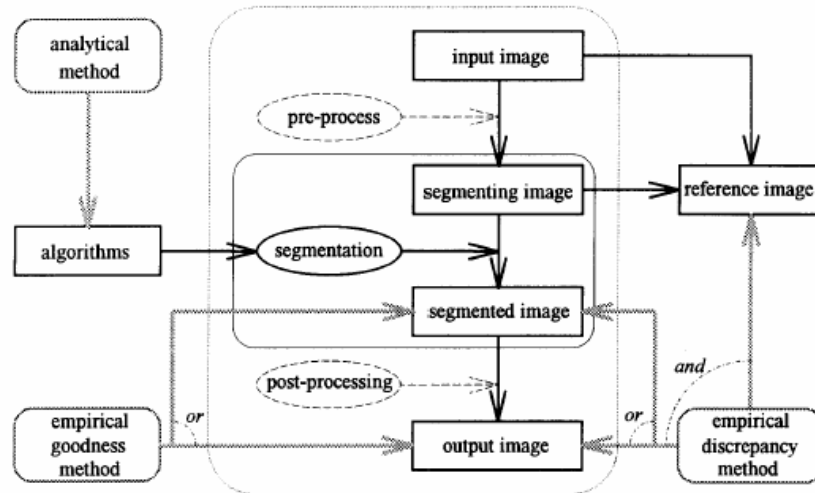 analytical
method
input image
pre-process
segmenting image
reference image
algorithms
segmentation
segmented image
and
post-processing
or
or
empirical
goodness
method
output image
empirical
discrepancy
method